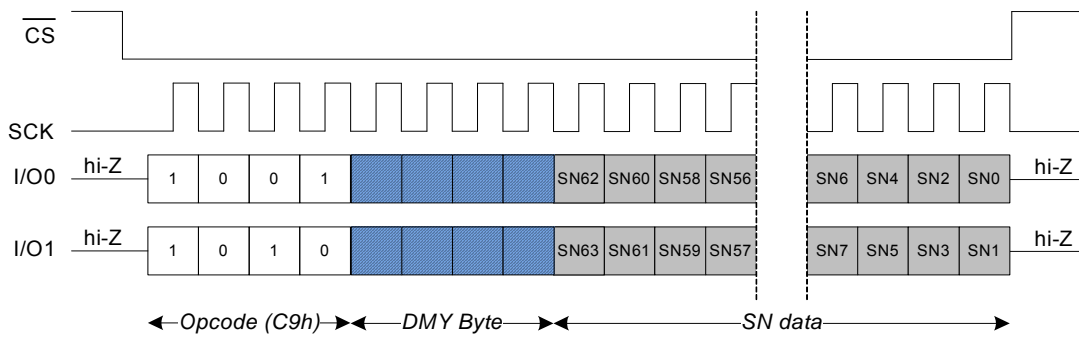 CS
SCK
I/O0 hi-Z 1 0 0 1 SN62 SN60 SN58 SN56 SN6 SN4 SN2 SN0 hi-Z
I/O1 hi-Z 1 0 1 0 SN63 SN61 SN59 SN57 SN7 SN5 SN3 SN1 hi-Z
Opcode (C9h) DMY Byte SN data